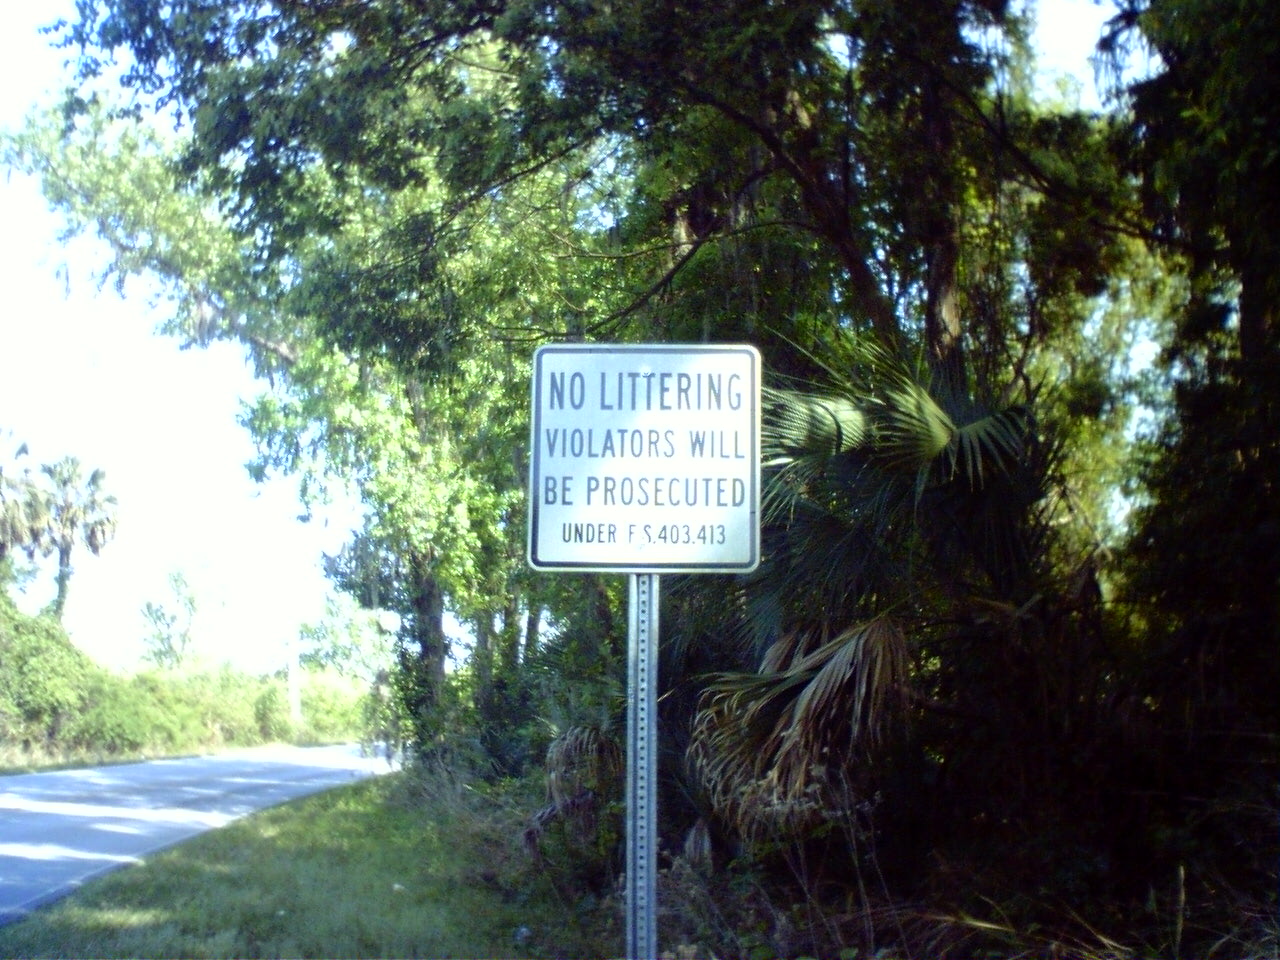 NO LITTERING
VIOLATORS WILL
BE PROSECUTED
UNDER F.S.403.413